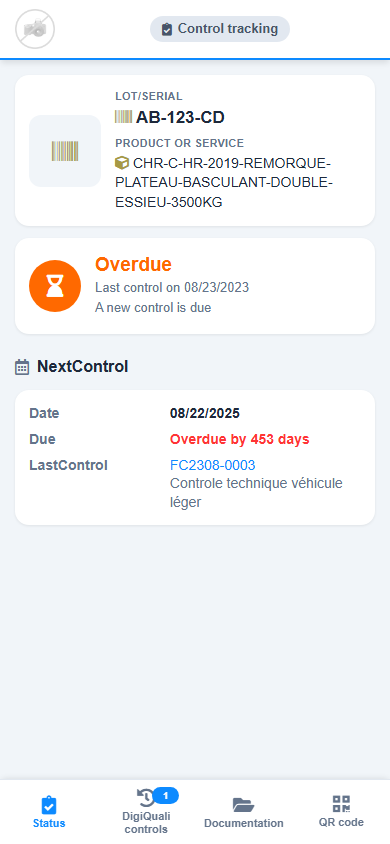 Control tracking
LOT/SERIAL
AB-123-CD
PRODUCT OR SERVICE
CHR-C-HR-2019-REMORQUE-
PLATEAU-BASCULANT-DOUBLE-
ESSIEU-3500KG
Overdue
Last control on 08/23/2023
A new control is due
NextControl
Date 08/22/2025
Due Overdue by 453 days
LastControl FC2308-0003
Controle technique véhicule
léger
1
Status
DigiQuali
controls
Documentation
QR code